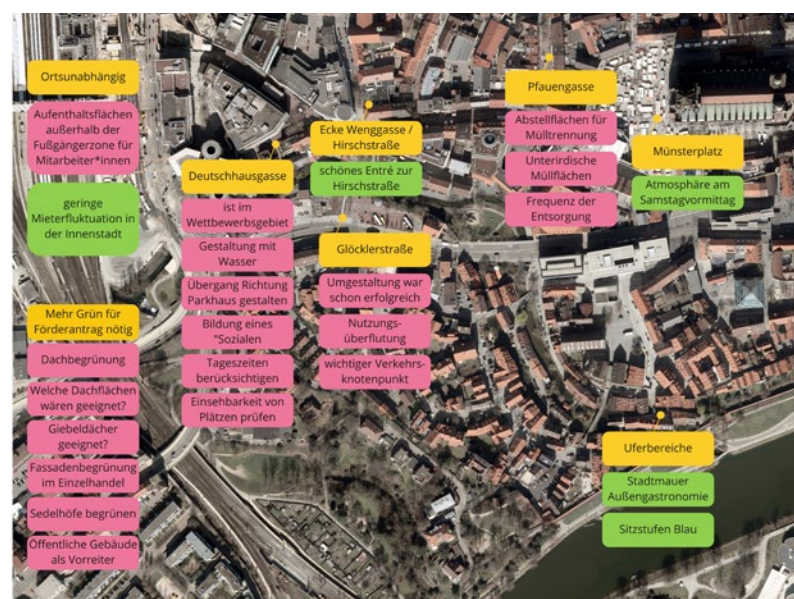 Ortsunabhängig
Aufenthaltsflächen
außerhalb der
Fußgängerzone für
Mitarbeiter*innen
geringe
Mieterfluktuation in
der Innenstadt
Mehr Grün für
Förderantrag nötig
Dachbegrünung
Welche Dachflächen
wären geeignet?
Giebeldächer
geeignet?
Fassadenbegrünung
im Einzelhandel
Sedelhöfe begrünen
Öffentliche Gebäude
als Vorreiter
Deutschhausgasse
ist im
Wettbewerbsgebiet
Gestaltung mit
Wasser
Übergang Richtung
Parkhaus gestalten
Bildung eines
"Sozialen
Tageszeiten
berücksichtigen
Einsehbarkeit von
Plätzen prüfen
Ecke Wenggasse /
Hirschstraße
schönes Entré zur
Hirschstraße
Glöcklerstraße
Umgestaltung war
schon erfolgreich
Nutzungs-
überflutung
wichtiger Verkehrs-
knotenpunkt
Pfauengasse
Abstellflächen für
Mülltrennung
Unterirdische
Müllflächen
Frequenz der
Entsorgung
Münsterplatz
Atmosphäre am
Samstagvormittag
Uferbereiche
Stadtmauer
Außengastronomie
Sitzstufen Blau